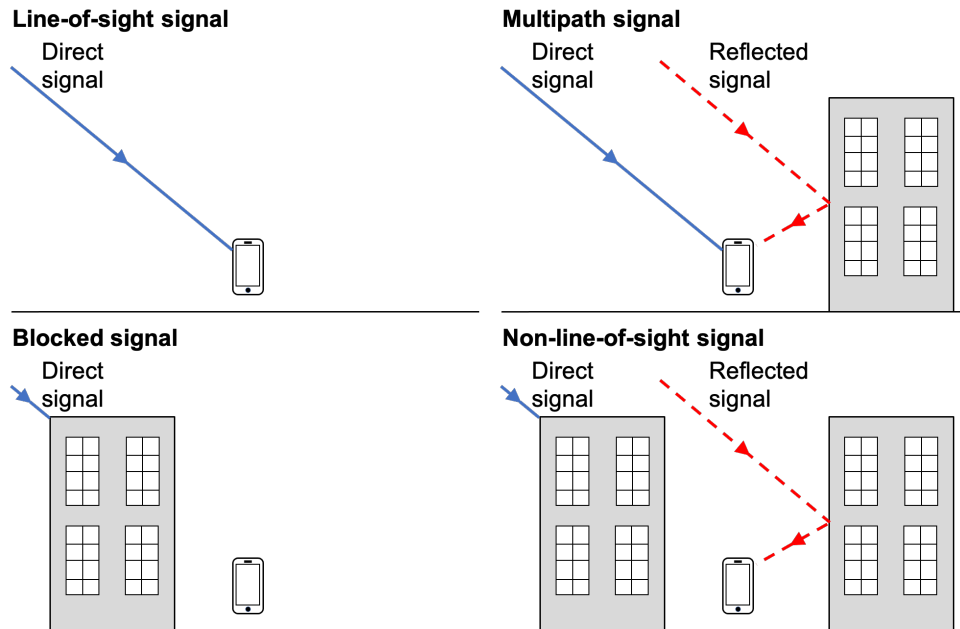 Line-of-sight signal
Direct
signal
Multipath signal
Direct
signal
Reflected
signal
Blocked signal
Direct
signal
Non-line-of-sight signal
Direct
signal
Reflected
signal